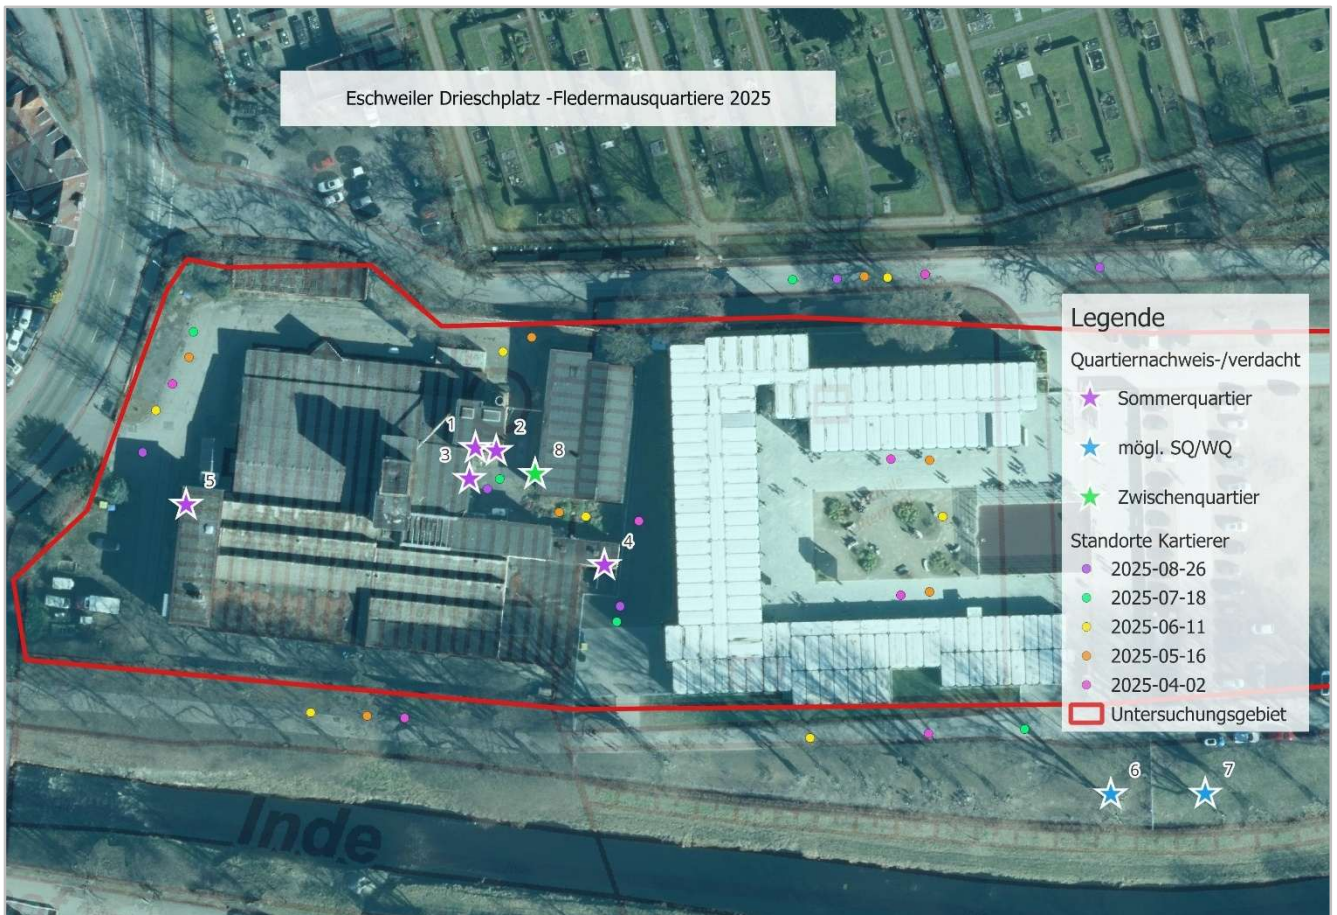 Eschweiler Drieschplatz -Fledermausquartiere 2025
Legende
Quartiernachweis-/verdacht
Sommerquartier
mögl. SQ/WQ
Zwischenquartier
Standorte Kartierer
2025-08-26
2025-07-18
2025-06-11
2025-05-16
2025-04-02
Untersuchungsgebiet
1
2
3
8
5
4
6
7
Inde